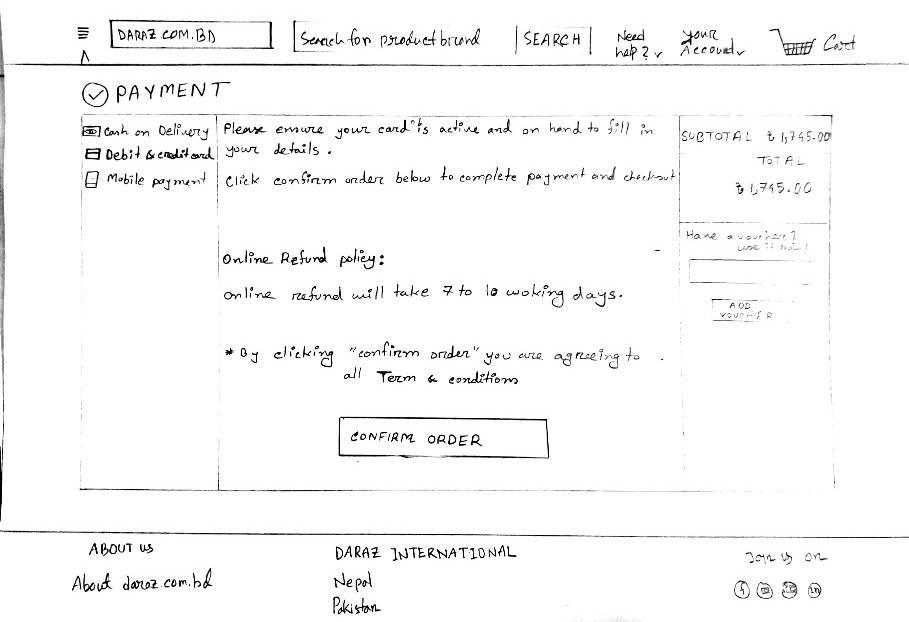 DARAZ.COM.BD
Search for product brand
SEARCH
Need help?
Your Account
Cart
PAYMENT
Cash on Delivery
Debit & credit card
Mobile payment
Please ensure your card is active and on hand to fill in
your details.
Click confirm order below to complete payment and checkout
Online Refund policy:
online refund will take 7 to 10 woking days.
* By clicking "confirm order" you are agreeing to
all Term & conditions
CONFIRM ORDER
SUBTOTAL ৳ 1,745.00
TOTAL
৳ 1,745.00
Have a voucher?
use it now!
ADD
VOUCHER
ABOUT US
About daraz.com.bd
DARAZ INTERNATIONAL
Nepal
Pakistan
Join us on